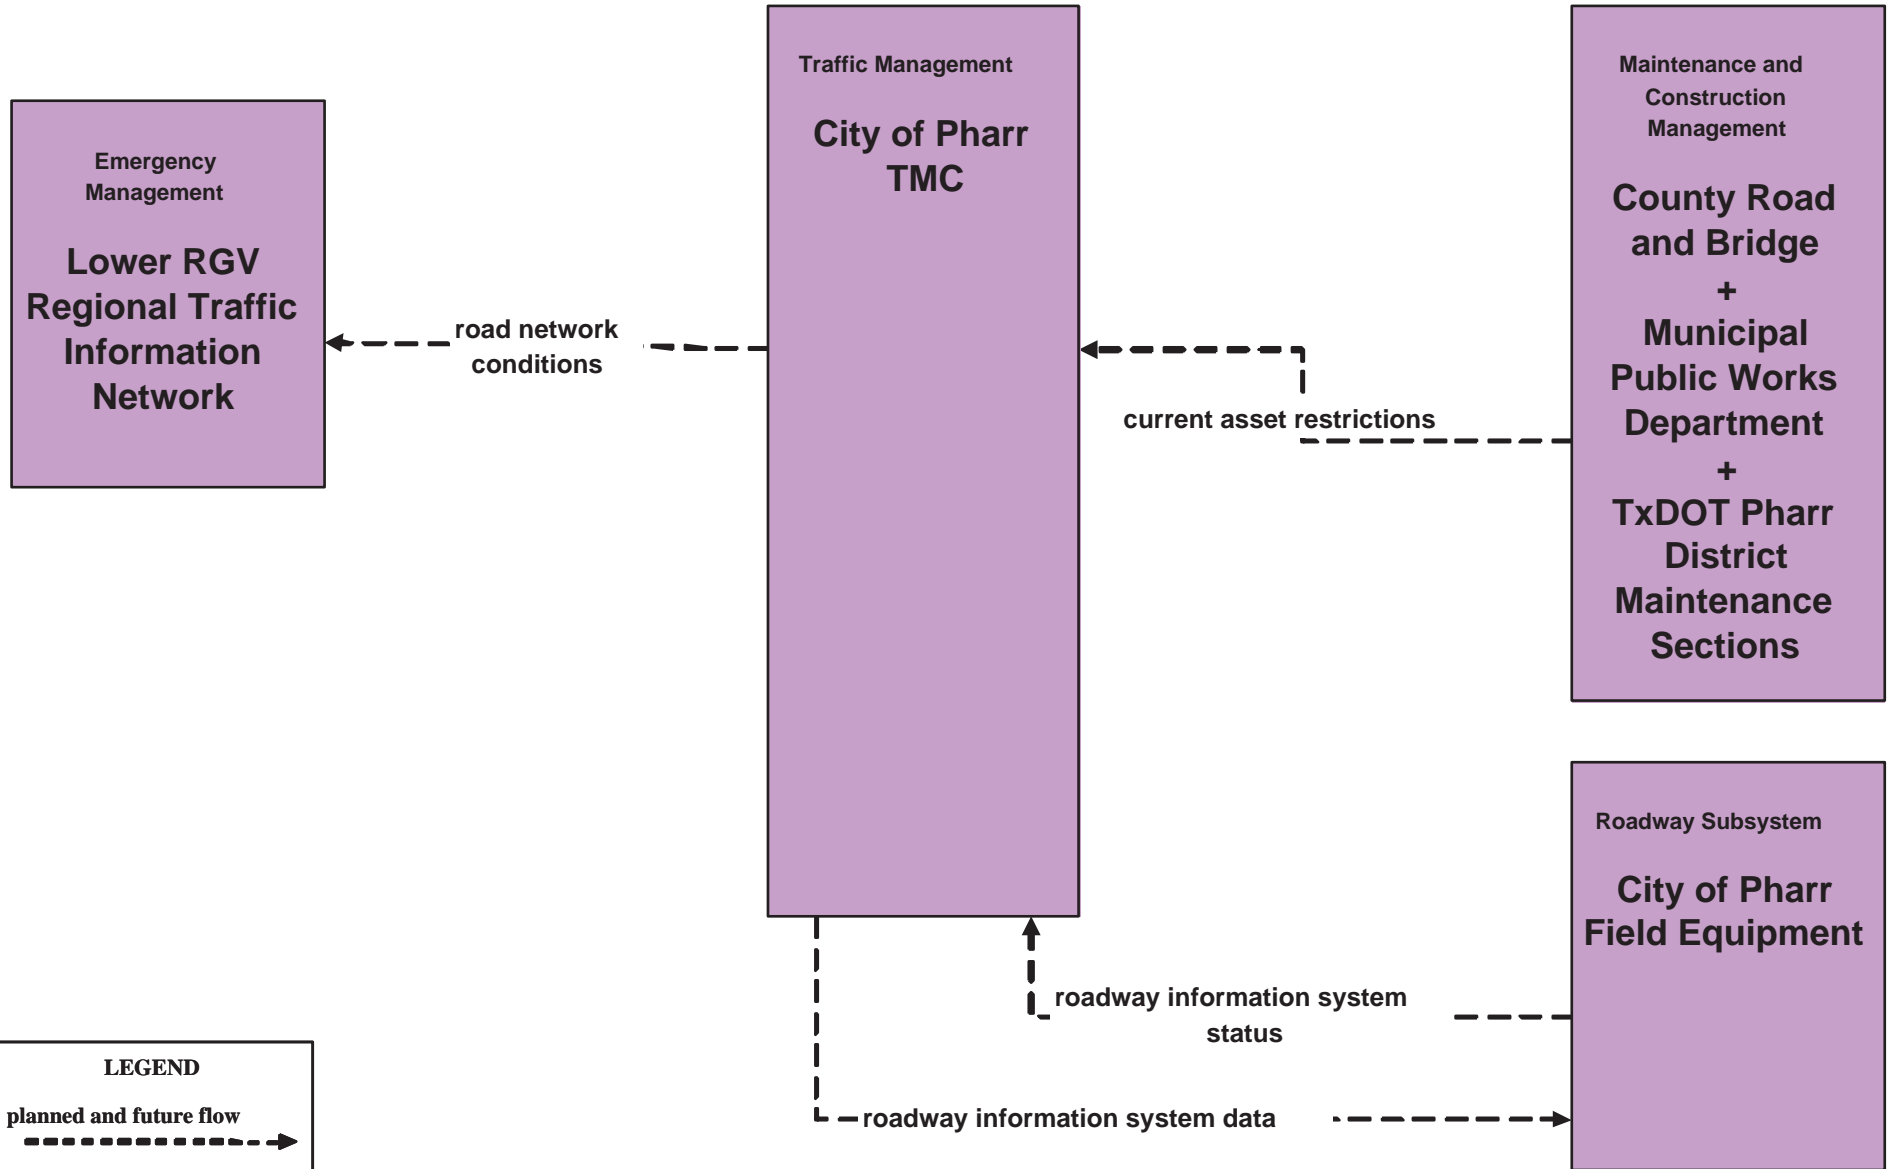 Emergency
Management
Lower RGV
Regional Traffic
Information
Network
road network
conditions
Traffic Management
City of Pharr
TMC
current asset restrictions
Maintenance and
Construction
Management
County Road
and Bridge
+
Municipal
Public Works
Department
+
TxDOT Pharr
District
Maintenance
Sections
Roadway Subsystem
City of Pharr
Field Equipment
roadway information system
status
roadway information system data
LEGEND
planned and future flow